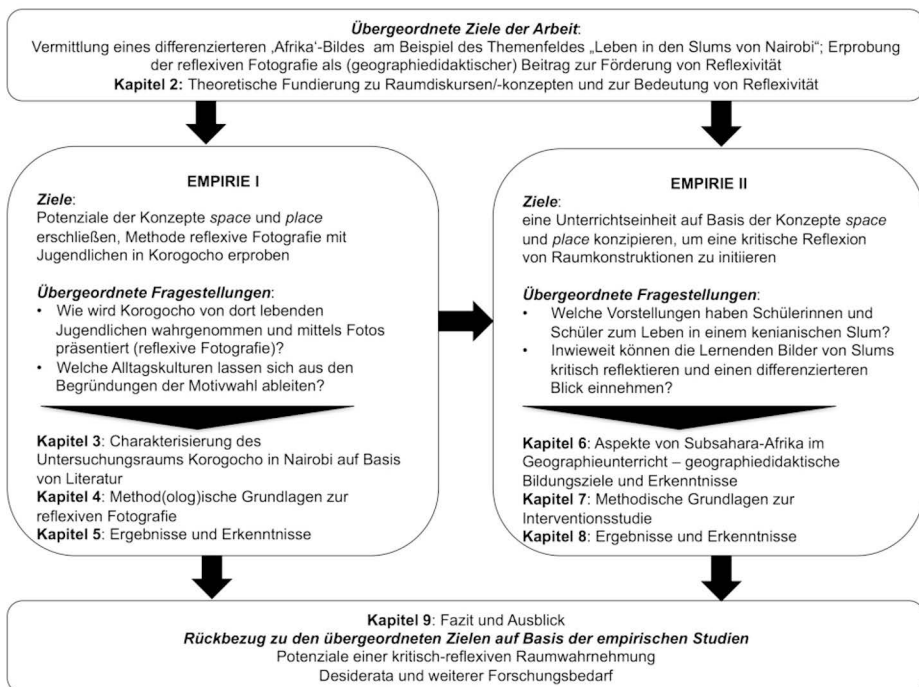 Übergeordnete Ziele der Arbeit:
Vermittlung eines differenzierteren ‚Afrika‘-Bildes am Beispiel des Themenfeldes „Leben in den Slums von Nairobi“; Erprobung
der reflexiven Fotografie als (geographiedidaktischer) Beitrag zur Förderung von Reflexivität
Kapitel 2: Theoretische Fundierung zu Raumdiskursen/-konzepten und zur Bedeutung von Reflexivität
EMPIRIE I
Ziele:
Potenziale der Konzepte space und place
erschließen, Methode reflexive Fotografie mit
Jugendlichen in Korogocho erproben
Übergeordnete Fragestellungen:
• Wie wird Korogocho von dort lebenden
Jugendlichen wahrgenommen und mittels Fotos
präsentiert (reflexive Fotografie)?
• Welche Alltagskulturen lassen sich aus den
Begründungen der Motivwahl ableiten?
Kapitel 3: Charakterisierung des
Untersuchungsraums Korogocho in Nairobi auf Basis
von Literatur
Kapitel 4: Method(olog)ische Grundlagen zur
reflexiven Fotografie
Kapitel 5: Ergebnisse und Erkenntnisse
EMPIRIE II
Ziele:
eine Unterrichtseinheit auf Basis der Konzepte space
und place konzipieren, um eine kritische Reflexion
von Raumkonstruktionen zu initiieren
Übergeordnete Fragestellungen:
• Welche Vorstellungen haben Schülerinnen und
Schüler zum Leben in einem kenianischen Slum?
• Inwieweit können die Lernenden Bilder von Slums
kritisch reflektieren und einen differenzierteren
Blick einnehmen?
Kapitel 6: Aspekte von Subsahara-Afrika im
Geographieunterricht – geographiedidaktische
Bildungsziele und Erkenntnisse
Kapitel 7: Methodische Grundlagen zur
Interventionsstudie
Kapitel 8: Ergebnisse und Erkenntnisse
Kapitel 9: Fazit und Ausblick
Rückbezug zu den übergeordneten Zielen auf Basis der empirischen Studien
Potenziale einer kritisch-reflexiven Raumwahrnehmung
Desiderata und weiterer Forschungsbedarf